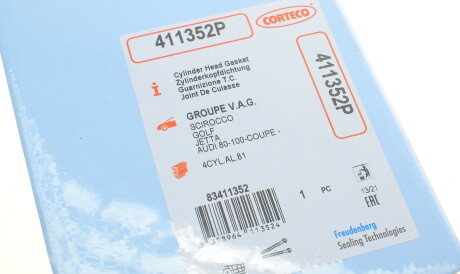 411352P
CORTECO
411352P
Cylinder Head Gasket
Zylinderkopfdichtung
Guarnizione T.C.
Joint De Culasse
GROUPE V.A.G.
SCIROCCO
GOLF
JETTA
AUDI 80-100-COUPE -
4CYL.AL.81
83411352
1 PC
13/21
EAC
Freudenberg
Sealing Technologies